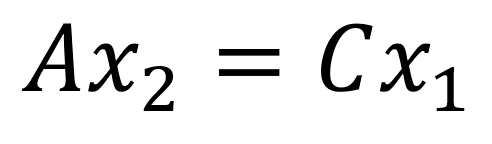 Ax₂ = Cx₁